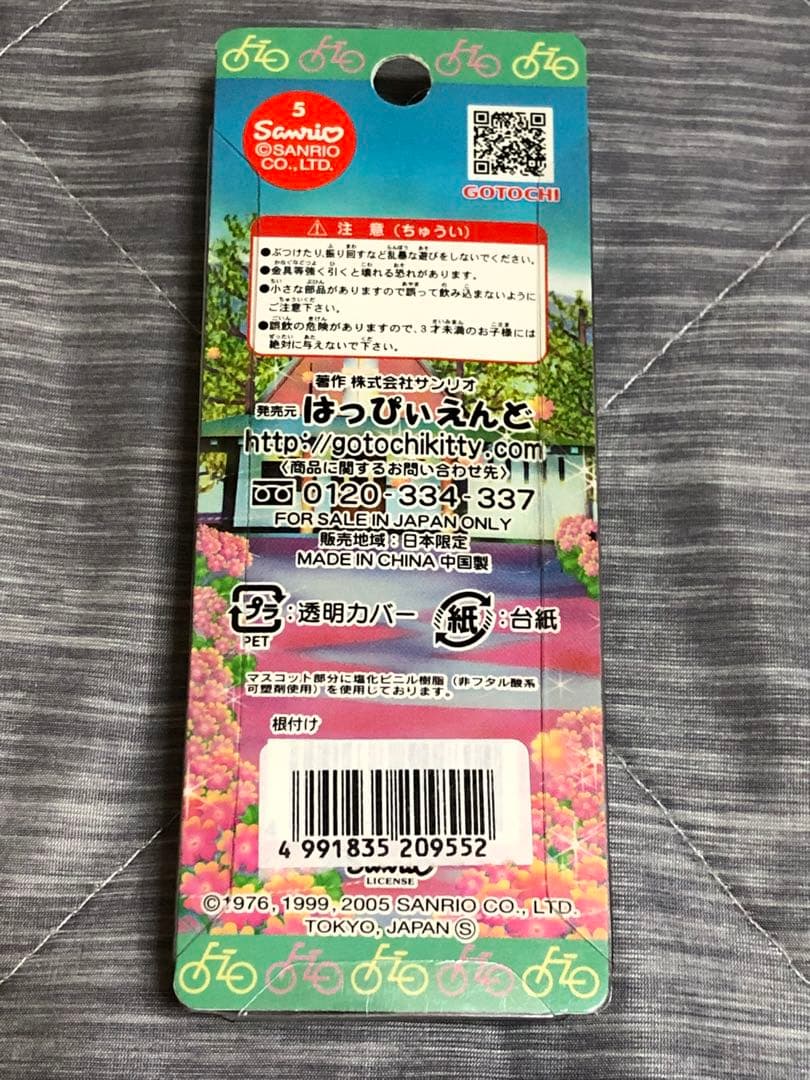 5
Sanrio
©SANRIO
CO., LTD.
GOTOCHI
⚠ 注 意 (ちゅうい)
●ぶつけたり、振り回すなど乱暴な遊びをしないでください。
●金具等強く引くと壊れる恐れがあります。
●小さな部品がありますので誤って飲み込まないように
ご注意下さい。
●誤飲の危険がありますので、3才未満のお子様には
絶対に与えないで下さい。
著作 株式会社サンリオ
発売元 はっぴぃえんど
http://gotochikitty.com
〈商品に関するお問い合わせ先〉
0120-334-337
FOR SALE IN JAPAN ONLY
販売地域:日本限定
MADE IN CHINA 中国製
プラ:透明カバー 紙:台紙
PET
マスコット部分に塩化ビニル樹脂(非フタル酸系
可塑剤使用)を使用しております。
根付け
4 991835 209552
Sanrio
LICENSE
©1976, 1999, 2005 SANRIO CO., LTD.
TOKYO, JAPAN Ⓢ